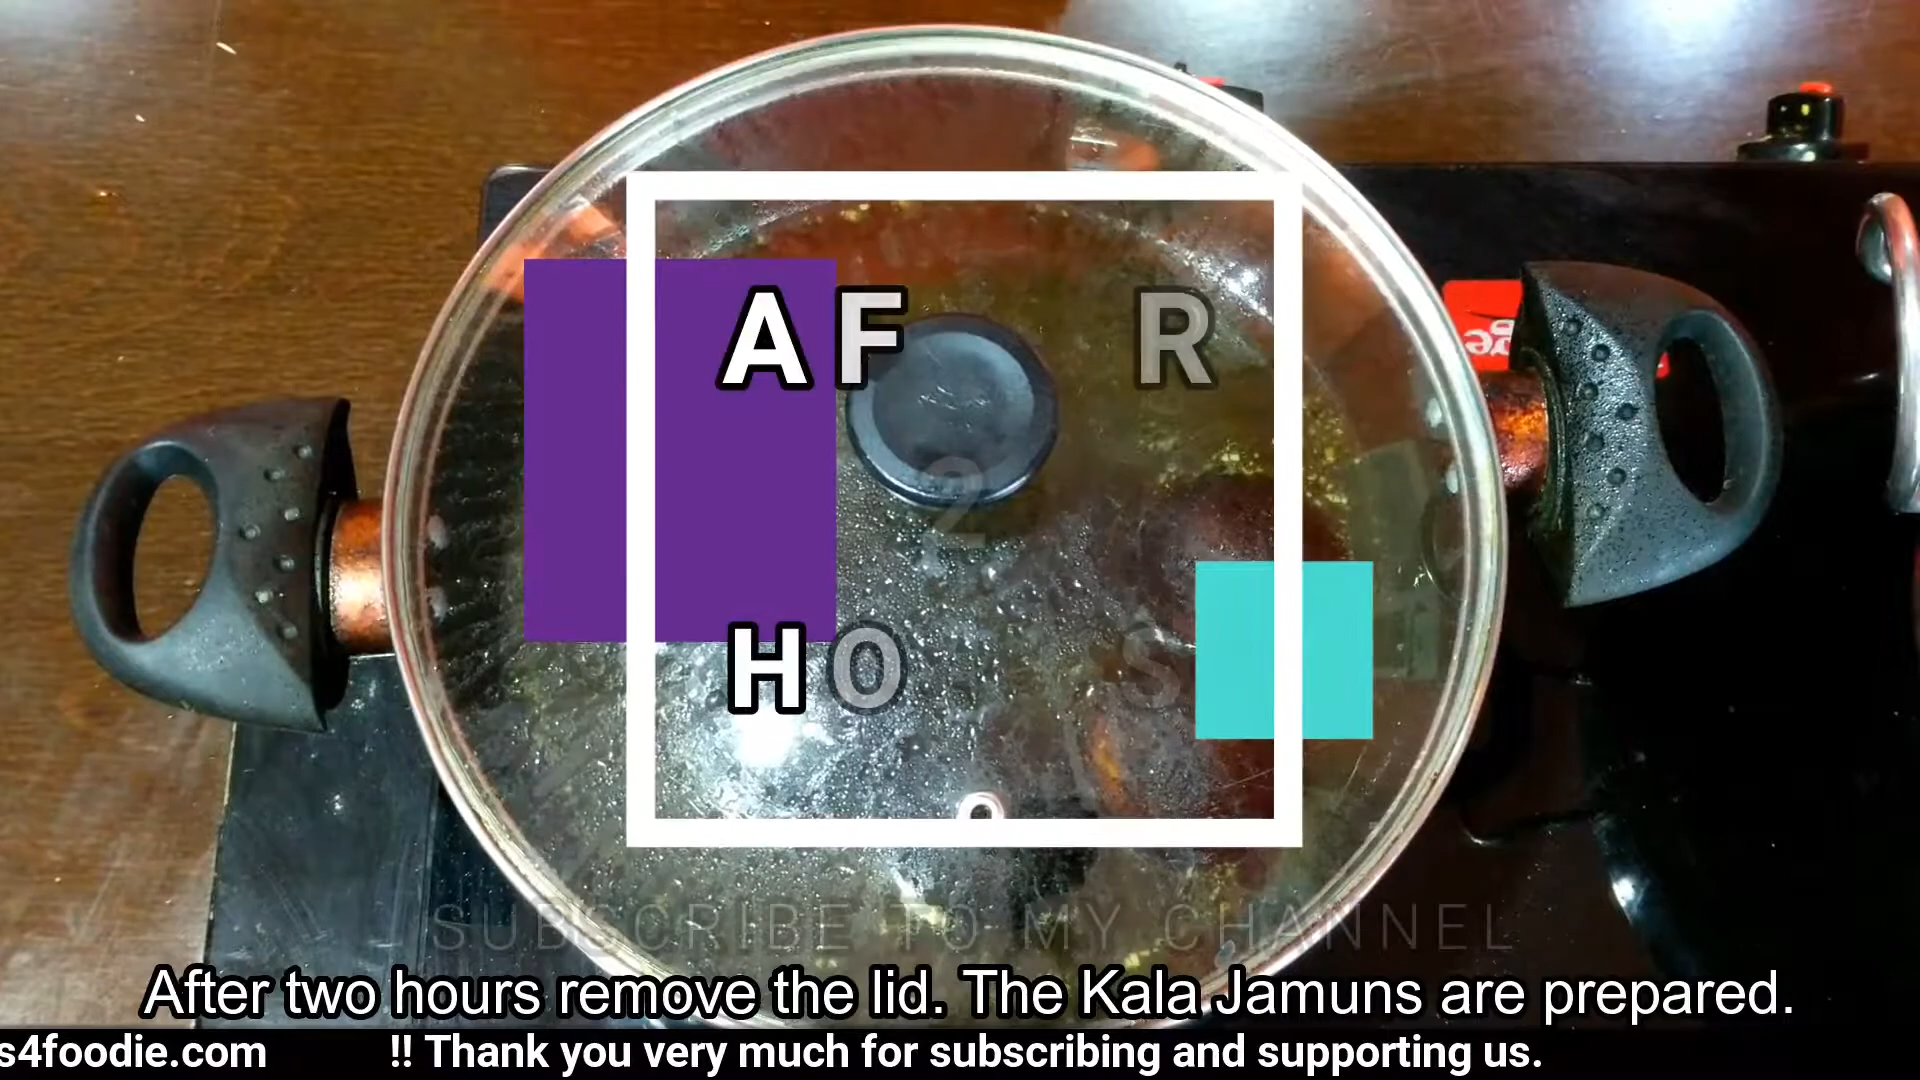 A F R
2
H O S
SUBSCRIBE TO MY CHANNEL
After two hours remove the lid. The Kala Jamuns are prepared.
s4foodie.com !! Thank you very much for subscribing and supporting us.